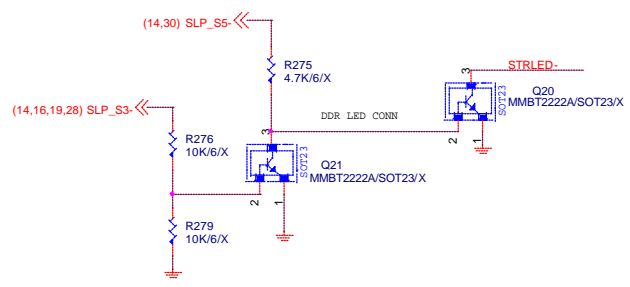 (14,30) SLP_S5-
R275
4.7K/6/X
3
STRLED-
Q20
MMBT2222A/SOT23/X
SOT23
2
1
(14,16,19,28) SLP_S3-
DDR LED CONN
R276
10K/6/X
3
Q21
MMBT2222A/SOT23/X
SOT23
2
1
R279
10K/6/X